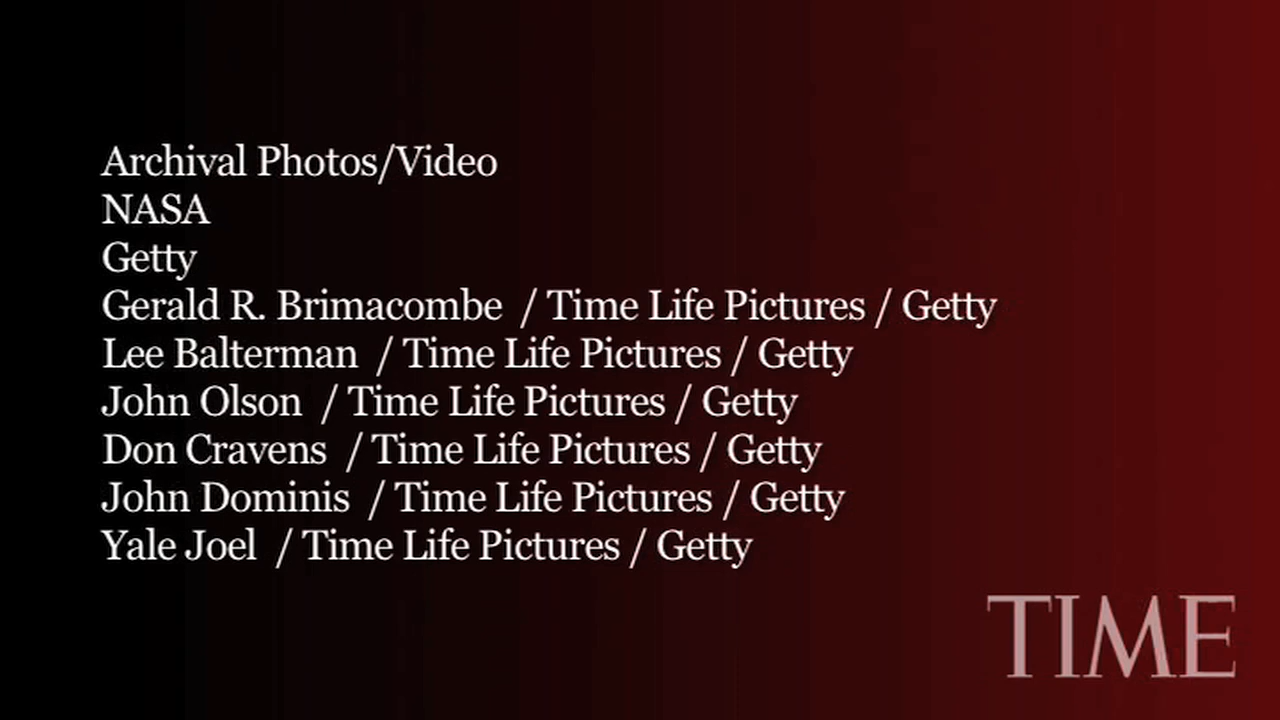 Archival Photos/Video
NASA
Getty
Gerald R. Brimacombe / Time Life Pictures / Getty
Lee Balterman / Time Life Pictures / Getty
John Olson / Time Life Pictures / Getty
Don Cravens / Time Life Pictures / Getty
John Dominis / Time Life Pictures / Getty
Yale Joel / Time Life Pictures / Getty
TIME